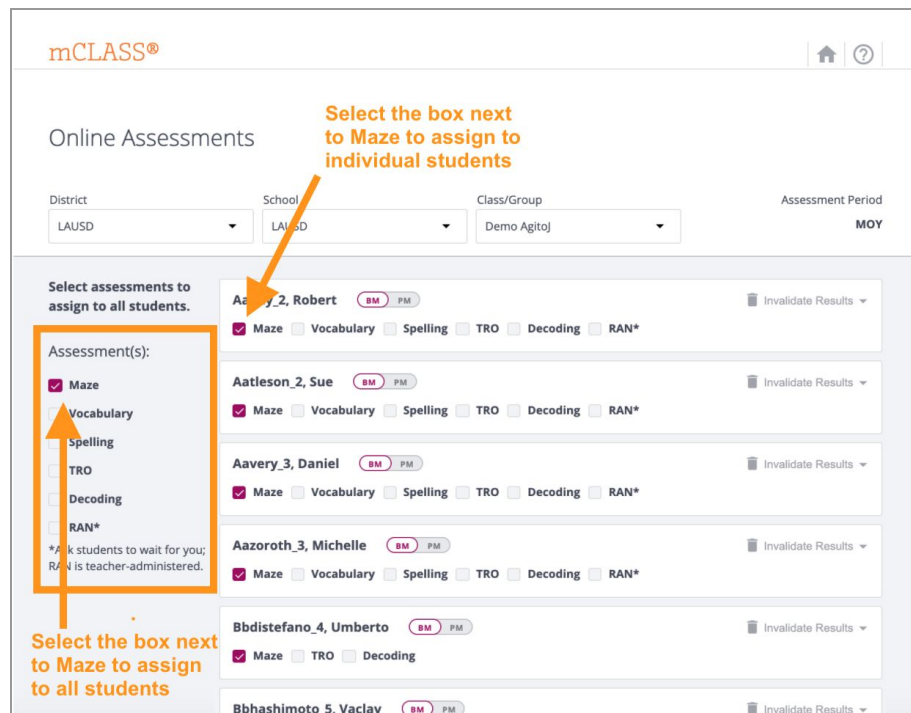 mCLASS®
Select the box next
to Maze to assign to
individual students
Online Assessments
District
School
Class/Group
Assessment Period
LAUSD
LAUSD
Demo AgitoJ
MOY
Select assessments to
assign to all students.
Assessment(s):
Maze
Vocabulary
Spelling
TRO
Decoding
RAN*
*Ask students to wait for you;
RAN is teacher-administered.
Select the box next
to Maze to assign
to all students
Aavery_2, Robert BM PM Invalidate Results
Maze Vocabulary Spelling TRO Decoding RAN*
Aatleson_2, Sue BM PM Invalidate Results
Maze Vocabulary Spelling TRO Decoding RAN*
Aavery_3, Daniel BM PM Invalidate Results
Maze Vocabulary Spelling TRO Decoding RAN*
Aazoroth_3, Michelle BM PM Invalidate Results
Maze Vocabulary Spelling TRO Decoding RAN*
Bbdistefano_4, Umberto BM PM Invalidate Results
Maze TRO Decoding
Bbhashimoto_5, Vaclav BM PM Invalidate Results